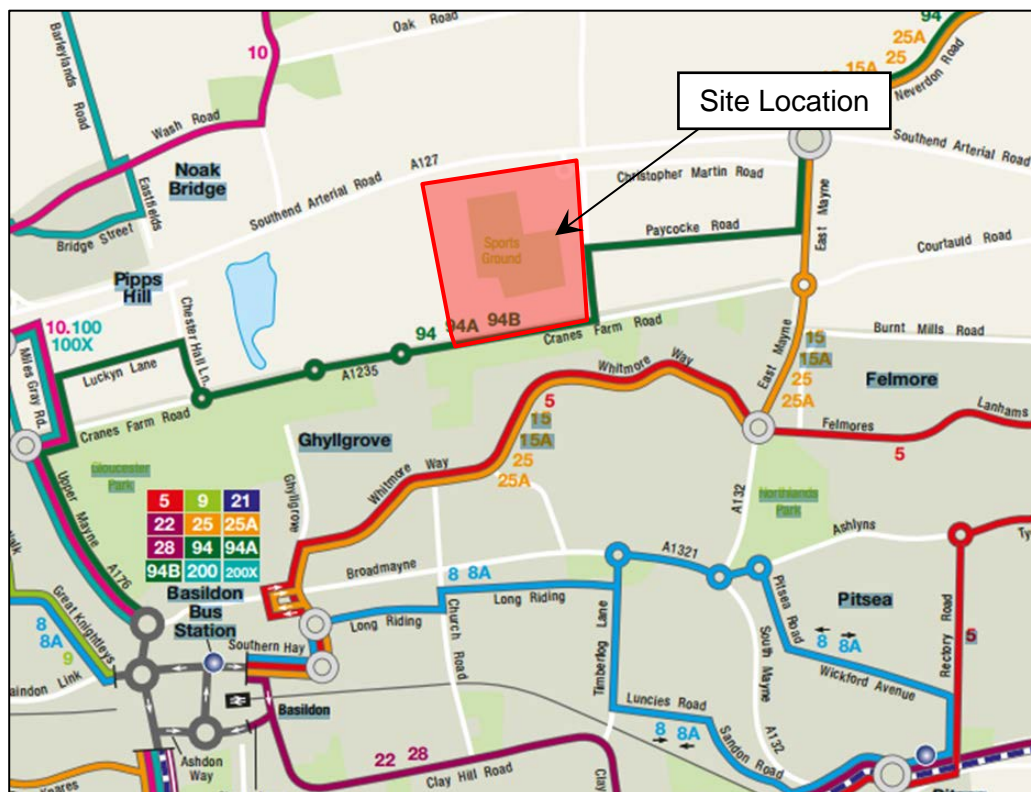 Barleylands Road
10
Oak Road
94
25A
25
15A
Nevendon Road
Site Location
Wash Road
Noak
Bridge
A127
Southend Arterial Road
Southend Arterial Road
Christopher Martin Road
Eastfields
Bridge Street
East Mayne
Paycocke Road
Courtauld Road
Sports
Ground
Pipps
Hill
Chester Hall Ln.
10.100
100X
Miles Gray Rd.
Luckyn Lane
94 94A 94B
Cranes Farm Road
A1235
Burnt Mills Road
East Mayne
15
15A
25
25A
Felmore
Whitmore Way
Cranes Farm Road
5
15
15A
25
25A
Lanhams
Felmores
5
Ghyllgrove
Gloucester
Park
Ghyllgrove
Whitmore Way
Upper Mayne
A176
A132
Northlands
Park
5 9 21
22 25 25A
28 94 94A
94B 200 200X
Ashlyns
A1321
Broadmayne
8 8A
Basildon
Bus
Station
Great Knightleys
8
8A
9
Long Riding
Long Riding
Church Road
Timberlog Lane
Pitsea Road
Pitsea
8
8A
Rectory Road
5
Southern Hay
South Mayne
Wickford Avenue
Basildon
Luncies Road
8 8A
A132
Sandon Road
Ashdon
Way
22 28
Clay Hill Road
Clay